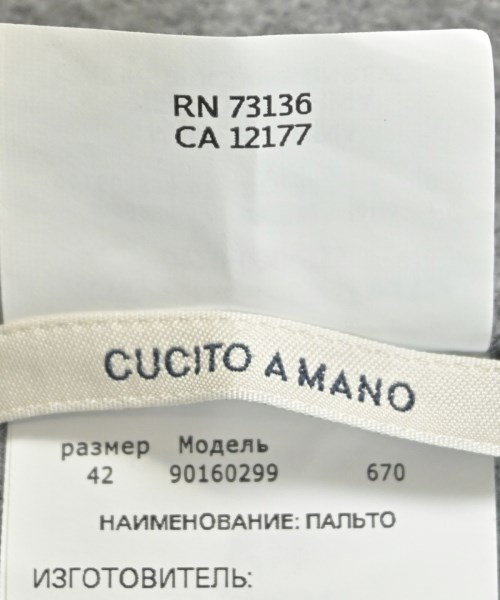 RN 73136
CA 12177
CUCITO A MANO
размер Модель
42 90160299 670
НАИМЕНОВАНИЕ: ПАЛЬТО
ИЗГОТОВИТЕЛЬ: